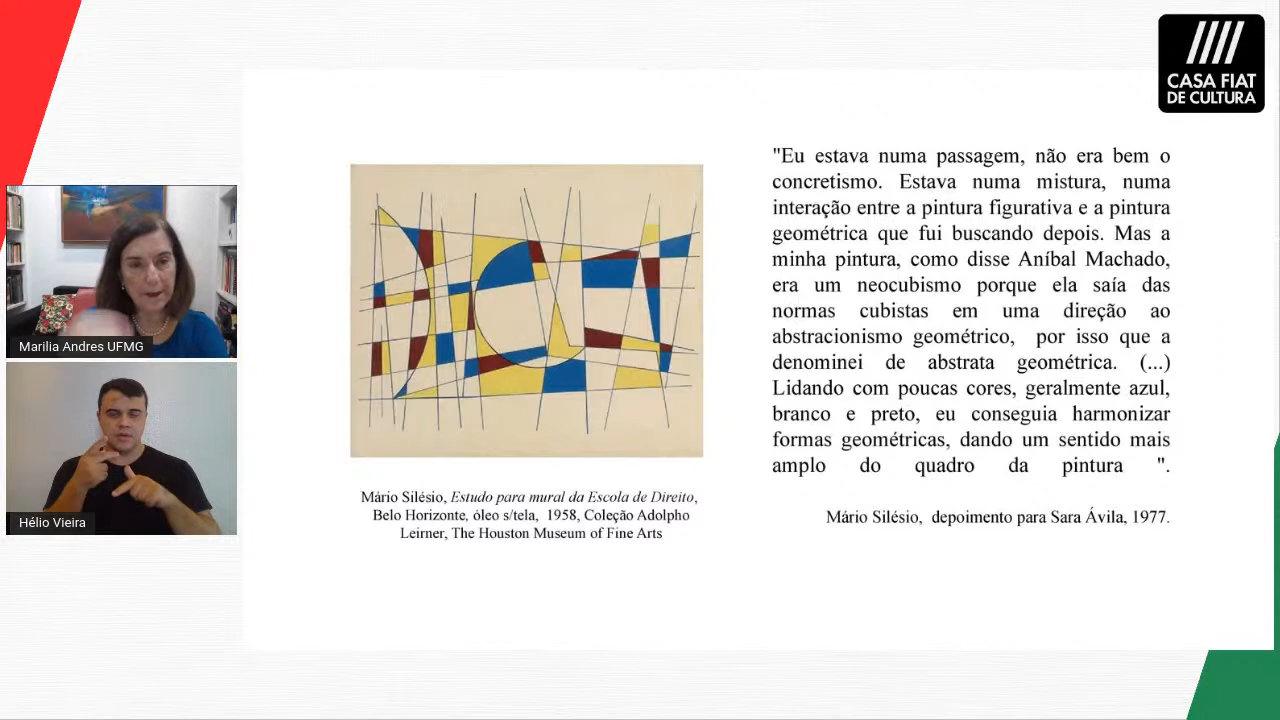 CASA FIAT
DE CULTURA
"Eu estava numa passagem, não era bem o
concretismo. Estava numa mistura, numa
interação entre a pintura figurativa e a pintura
geométrica que fui buscando depois. Mas a
minha pintura, como disse Aníbal Machado,
era um neocubismo porque ela saía das
normas cubistas em uma direção ao
abstracionismo geométrico, por isso que a
denominei de abstrata geométrica. (...)
Lidando com poucas cores, geralmente azul,
branco e preto, eu conseguia harmonizar
formas geométricas, dando um sentido mais
amplo do quadro da pintura ".
Mário Silésio, depoimento para Sara Ávila, 1977.
Mário Silésio, Estudo para mural da Escola de Direito,
Belo Horizonte, óleo s/tela, 1958, Coleção Adolpho
Leirner, The Houston Museum of Fine Arts
Marilia Andres UFMG
Hélio Vieira